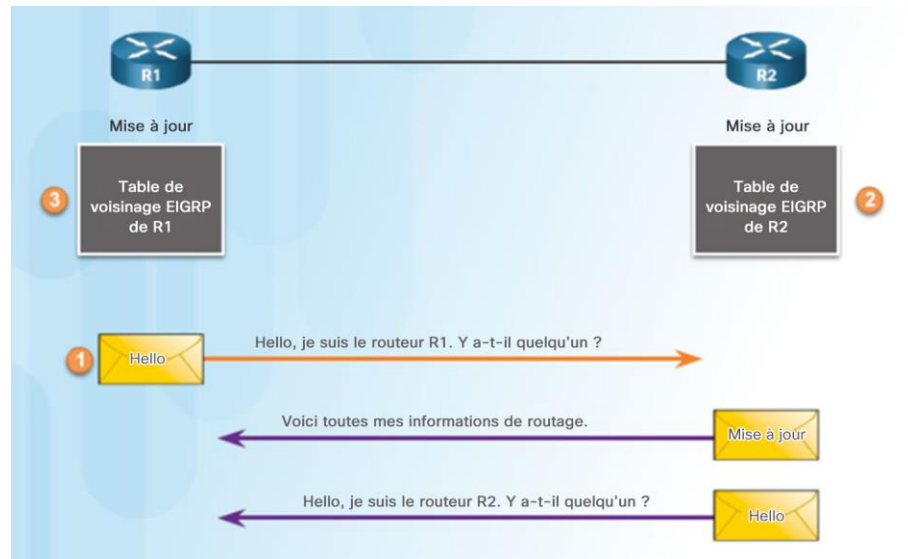 R1
R2
Mise à jour
Mise à jour
3
Table de
voisinage EIGRP
de R1
Table de
voisinage EIGRP
de R2
2
1
Hello
Hello, je suis le routeur R1. Y a-t-il quelqu'un ?
Voici toutes mes informations de routage.
Mise à jour
Hello, je suis le routeur R2. Y a-t-il quelqu'un ?
Hello